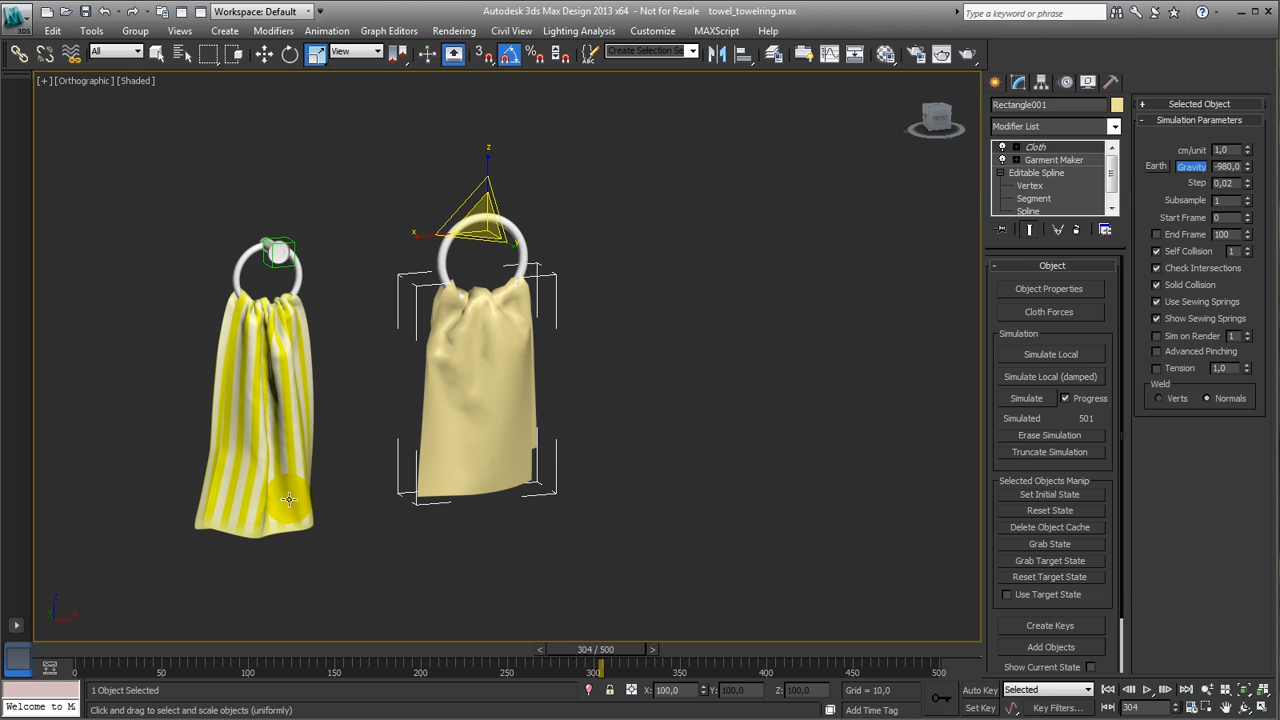 3DS
Workspace: Default
Autodesk 3ds Max Design 2013 x64 - Not for Resale towel_towelring.max
Type a keyword or phrase
Edit Tools Group Views Create Modifiers Animation Graph Editors Rendering Civil View Lighting Analysis Customize MAXScript Help
All View 3 Create Selection Se
[+] [Orthographic] [Shaded]
FRONT
z
x
y
Rectangle001
Modifier List
Cloth
Garment Maker
Editable Spline
Vertex
Segment
Spline
- Object
Object Properties
Cloth Forces
Simulation
Simulate Local
Simulate Local (damped)
Simulate Progress
Simulated 501
Erase Simulation
Truncate Simulation
Selected Objects Manip
Set Initial State
Reset State
Delete Object Cache
Grab State
Grab Target State
Reset Target State
Use Target State
Create Keys
Add Objects
Show Current State
+ Selected Object
- Simulation Parameters
cm/unit 1,0
Earth Gravity -980,0
Step 0,02
Subsample 1
Start Frame 0
End Frame 100
Self Collision 1
Check Intersections
Solid Collision
Use Sewing Springs
Show Sewing Springs
Sim on Render 1
Advanced Pinching
Tension 1,0
Weld
Verts Normals
z
x
y
< 304 / 500 >
0 50 100 150 200 250 300 350 400 450 500
1 Object Selected X: 100,0 Y: 100,0 Z: 100,0 Grid = 10,0 Auto Key Selected
Welcome to M
Click and drag to select and scale objects (uniformly) Add Time Tag Set Key Key Filters... 304